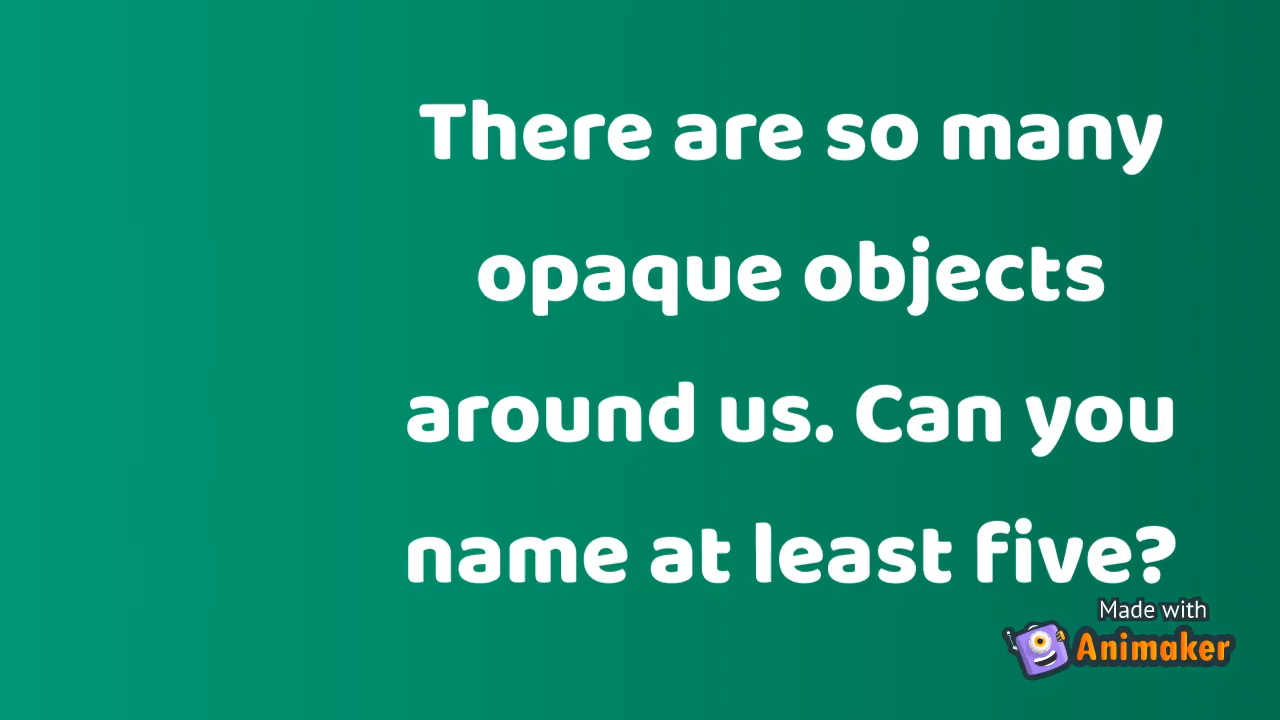 There are so many
opaque objects
around us. Can you
name at least five?
Made with
Animaker